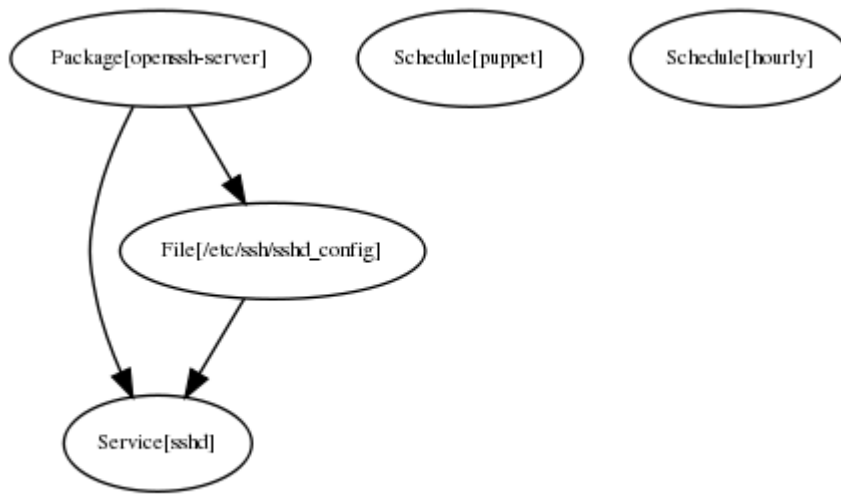 Package[openssh-server]
Schedule[puppet]
Schedule[hourly]
File[/etc/ssh/sshd_config]
Service[sshd]